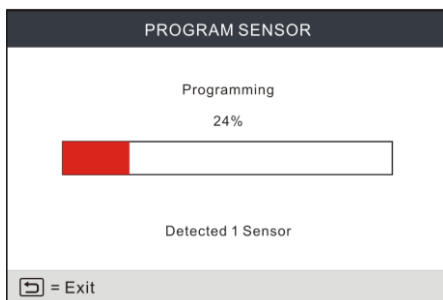 PROGRAM SENSOR
Programming
24%
Detected 1 Sensor
= Exit